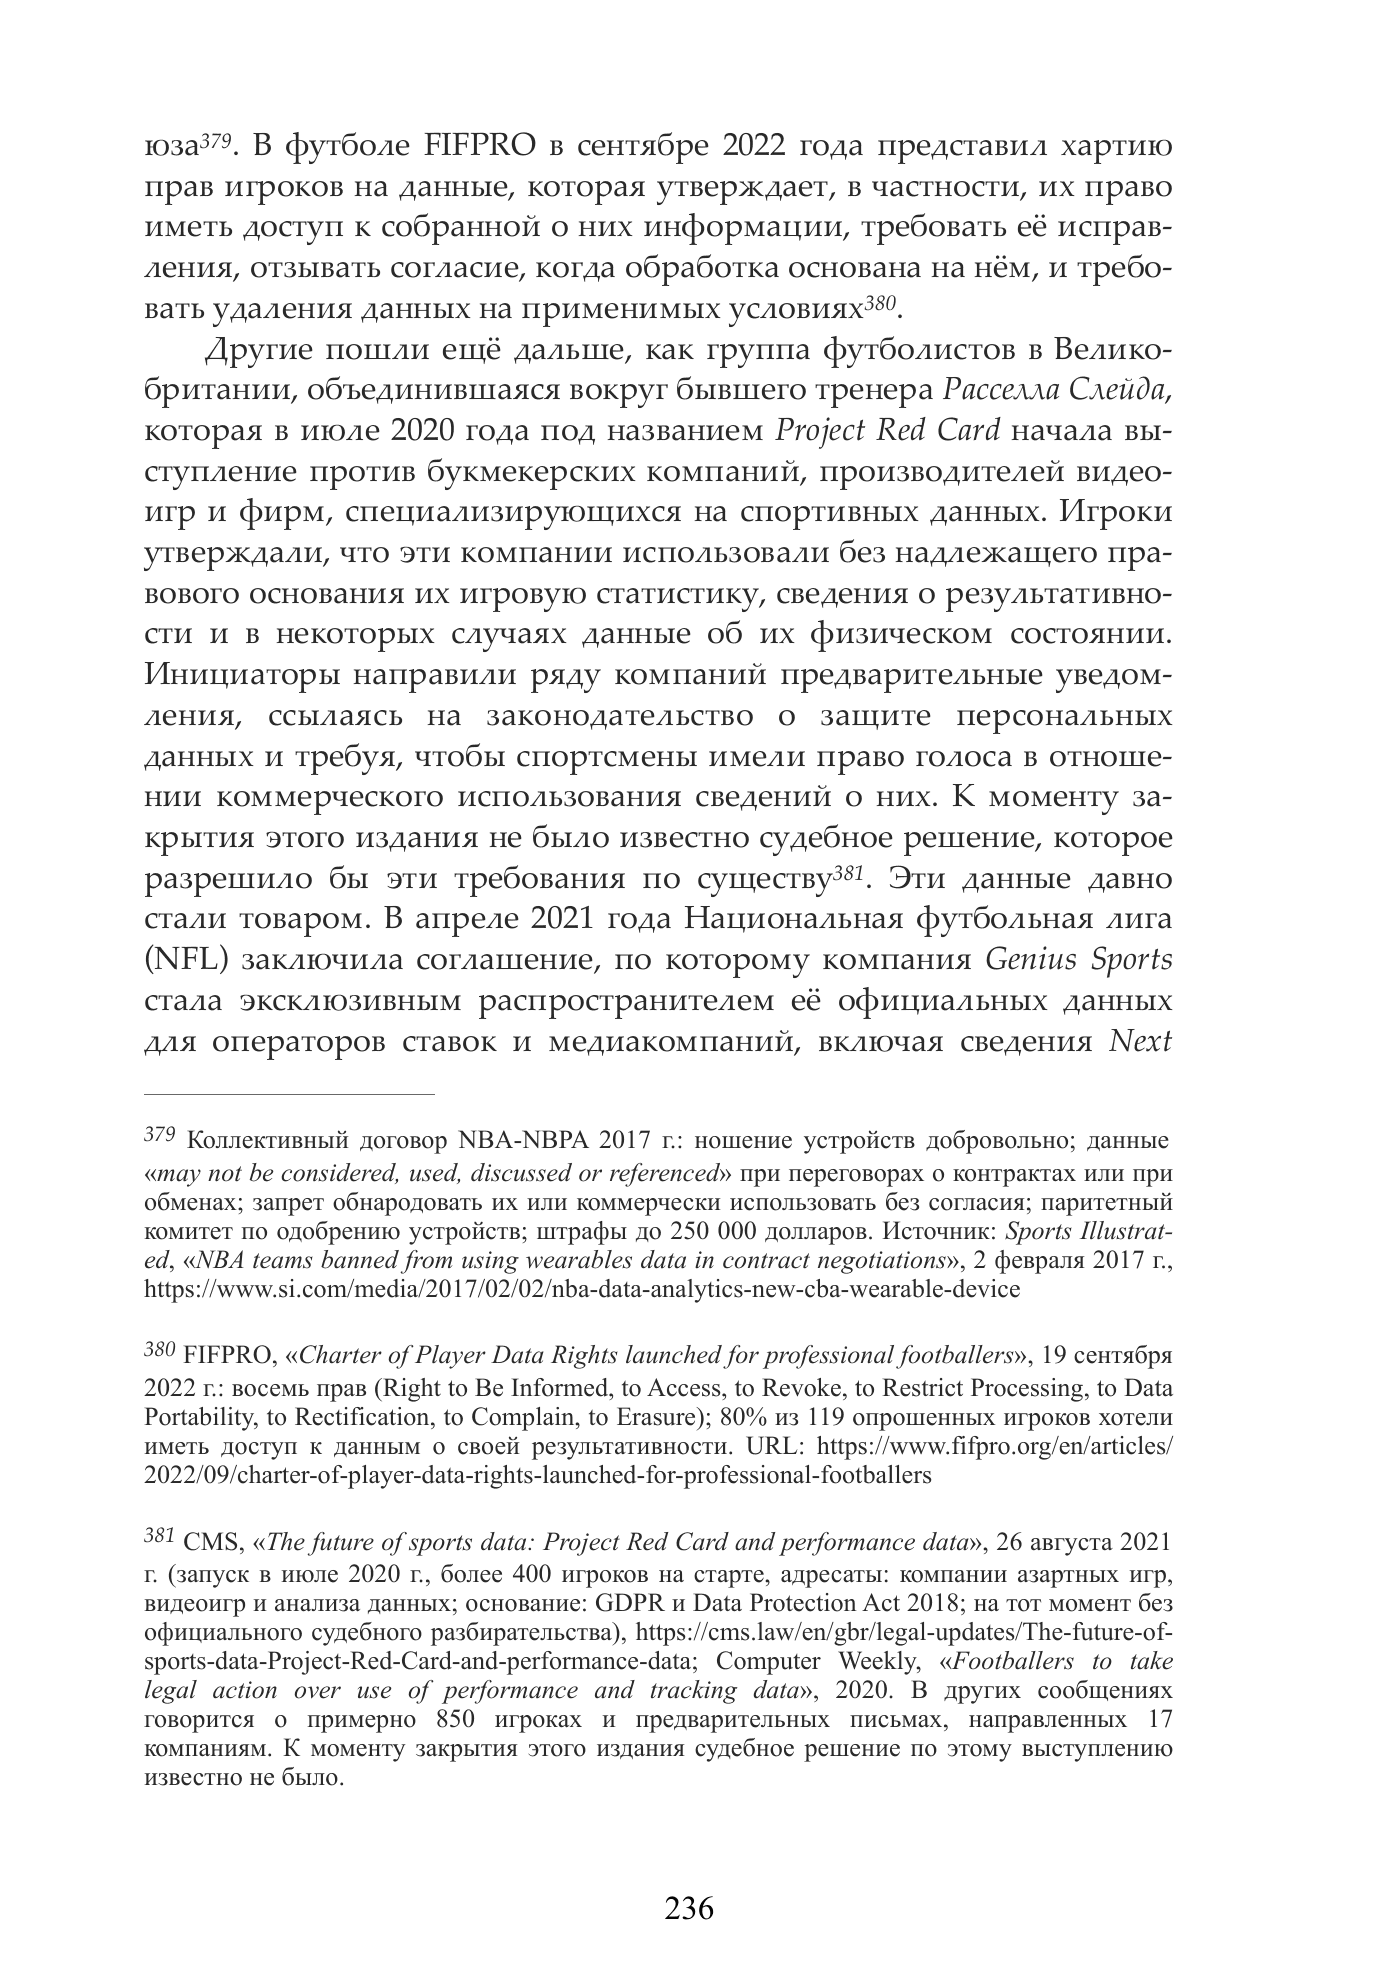 юза379. В футболе FIFPRO в сентябре 2022 года представил хартию
прав игроков на данные, которая утверждает, в частности, их право
иметь доступ к собранной о них информации, требовать её исправ-
ления, отзывать согласие, когда обработка основана на нём, и требо-
вать удаления данных на применимых условиях380.
Другие пошли ещё дальше, как группа футболистов в Велико-
британии, объединившаяся вокруг бывшего тренера Расселла Слейда,
которая в июле 2020 года под названием Project Red Card начала вы-
ступление против букмекерских компаний, производителей видео-
игр и фирм, специализирующихся на спортивных данных. Игроки
утверждали, что эти компании использовали без надлежащего пра-
вового основания их игровую статистику, сведения о результативно-
сти и в некоторых случаях данные об их физическом состоянии.
Инициаторы направили ряду компаний предварительные уведом-
ления, ссылаясь на законодательство о защите персональных
данных и требуя, чтобы спортсмены имели право голоса в отноше-
нии коммерческого использования сведений о них. К моменту за-
крытия этого издания не было известно судебное решение, которое
разрешило бы эти требования по существу381. Эти данные давно
стали товаром. В апреле 2021 года Национальная футбольная лига
(NFL) заключила соглашение, по которому компания Genius Sports
стала эксклюзивным распространителем её официальных данных
для операторов ставок и медиакомпаний, включая сведения Next
379 Коллективный договор NBA-NBPA 2017 г.: ношение устройств добровольно; данные
«may not be considered, used, discussed or referenced» при переговорах о контрактах или при
обменах; запрет обнародовать их или коммерчески использовать без согласия; паритетный
комитет по одобрению устройств; штрафы до 250 000 долларов. Источник: Sports Illustrat-
ed, «NBA teams banned from using wearables data in contract negotiations», 2 февраля 2017 г.,
https://www.si.com/media/2017/02/02/nba-data-analytics-new-cba-wearable-device
380 FIFPRO, «Charter of Player Data Rights launched for professional footballers», 19 сентября
2022 г.: восемь прав (Right to Be Informed, to Access, to Revoke, to Restrict Processing, to Data
Portability, to Rectification, to Complain, to Erasure); 80% из 119 опрошенных игроков хотели
иметь доступ к данным о своей результативности. URL: https://www.fifpro.org/en/articles/
2022/09/charter-of-player-data-rights-launched-for-professional-footballers
381 CMS, «The future of sports data: Project Red Card and performance data», 26 августа 2021
г. (запуск в июле 2020 г., более 400 игроков на старте, адресаты: компании азартных игр,
видеоигр и анализа данных; основание: GDPR и Data Protection Act 2018; на тот момент без
официального судебного разбирательства), https://cms.law/en/gbr/legal-updates/The-future-of-
sports-data-Project-Red-Card-and-performance-data; Computer Weekly, «Footballers to take
legal action over use of performance and tracking data», 2020. В других сообщениях
говорится о примерно 850 игроках и предварительных письмах, направленных 17
компаниям. К моменту закрытия этого издания судебное решение по этому выступлению
известно не было.
236